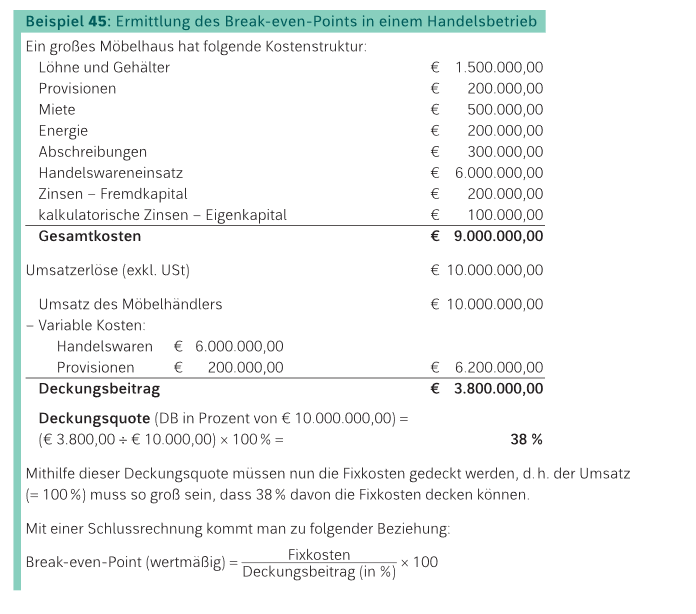 Beispiel 45: Ermittlung des Break-even-Points in einem Handelsbetrieb
Ein großes Möbelhaus hat folgende Kostenstruktur:
Löhne und Gehälter € 1.500.000,00
Provisionen € 200.000,00
Miete € 500.000,00
Energie € 200.000,00
Abschreibungen € 300.000,00
Handelswareneinsatz € 6.000.000,00
Zinsen – Fremdkapital € 200.000,00
kalkulatorische Zinsen – Eigenkapital € 100.000,00
Gesamtkosten € 9.000.000,00
Umsatzerlöse (exkl. USt) € 10.000.000,00
Umsatz des Möbelhändlers € 10.000.000,00
– Variable Kosten:
Handelswaren € 6.000.000,00
Provisionen € 200.000,00 € 6.200.000,00
Deckungsbeitrag € 3.800.000,00
Deckungsquote (DB in Prozent von € 10.000.000,00) =
(€ 3.800,00 ÷ € 10.000,00) × 100 % = 38 %
Mithilfe dieser Deckungsquote müssen nun die Fixkosten gedeckt werden, d. h. der Umsatz
(= 100 %) muss so groß sein, dass 38 % davon die Fixkosten decken können.
Mit einer Schlussrechnung kommt man zu folgender Beziehung:
Break-even-Point (wertmäßig) = Fixkosten / Deckungsbeitrag (in %) × 100